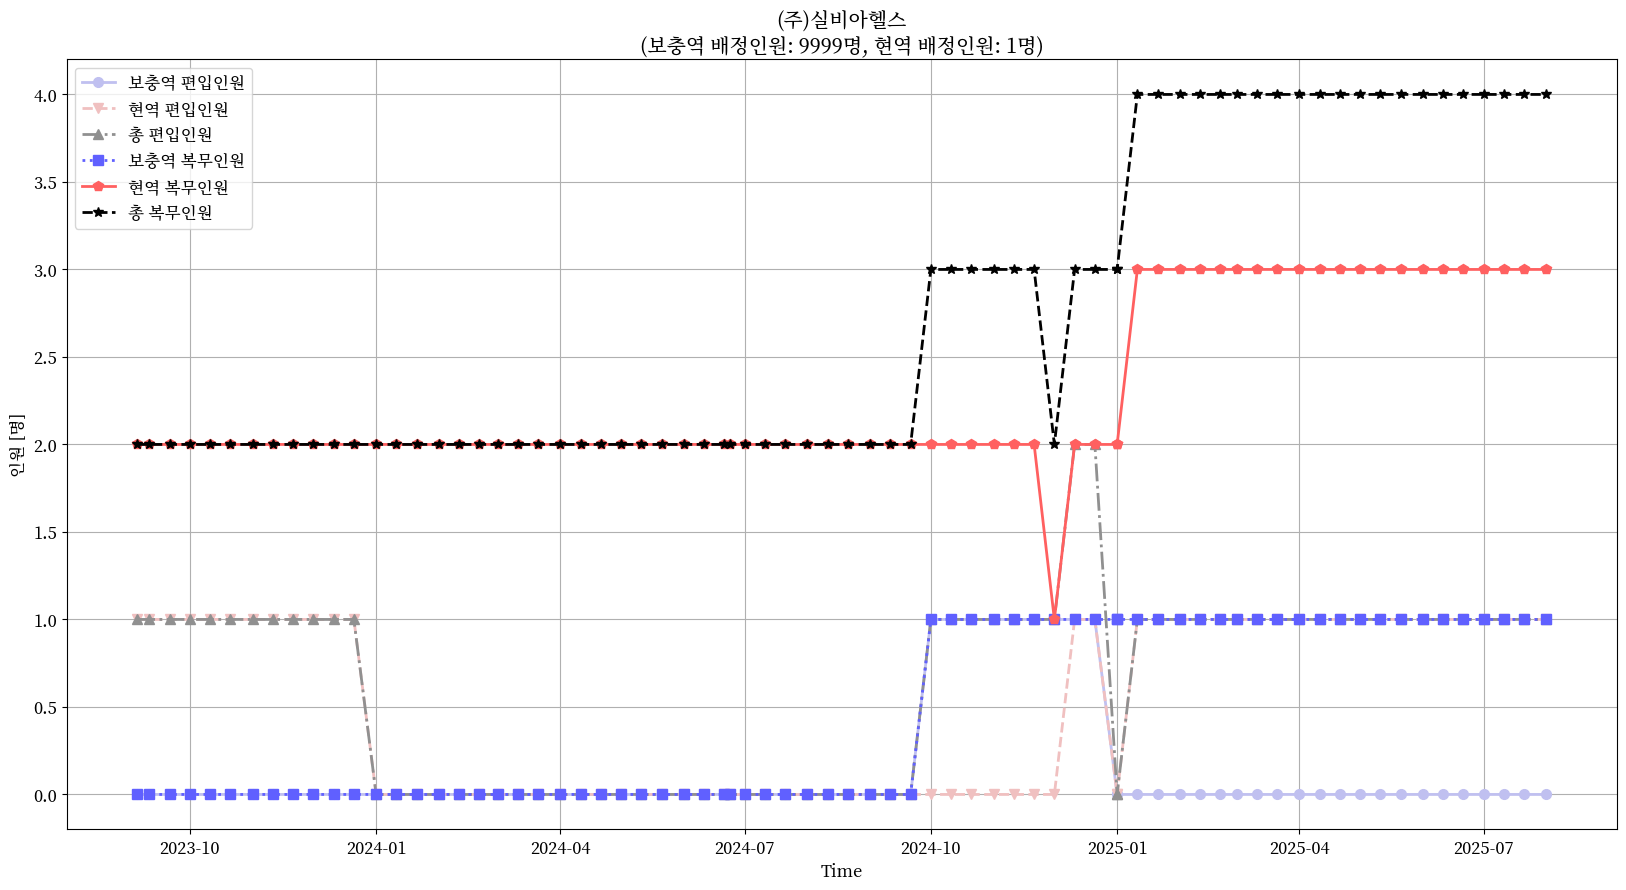 (주)실비아헬스
(보충역 배정인원: 9999명, 현역 배정인원: 1명)
보충역 편입인원
현역 편입인원
총 편입인원
보충역 복무인원
현역 복무인원
총 복무인원
4.0
3.5
3.0
2.5
2.0
1.5
1.0
0.5
0.0
인원 [명]
2023-10
2024-01
2024-04
2024-07
2024-10
2025-01
2025-04
2025-07
Time